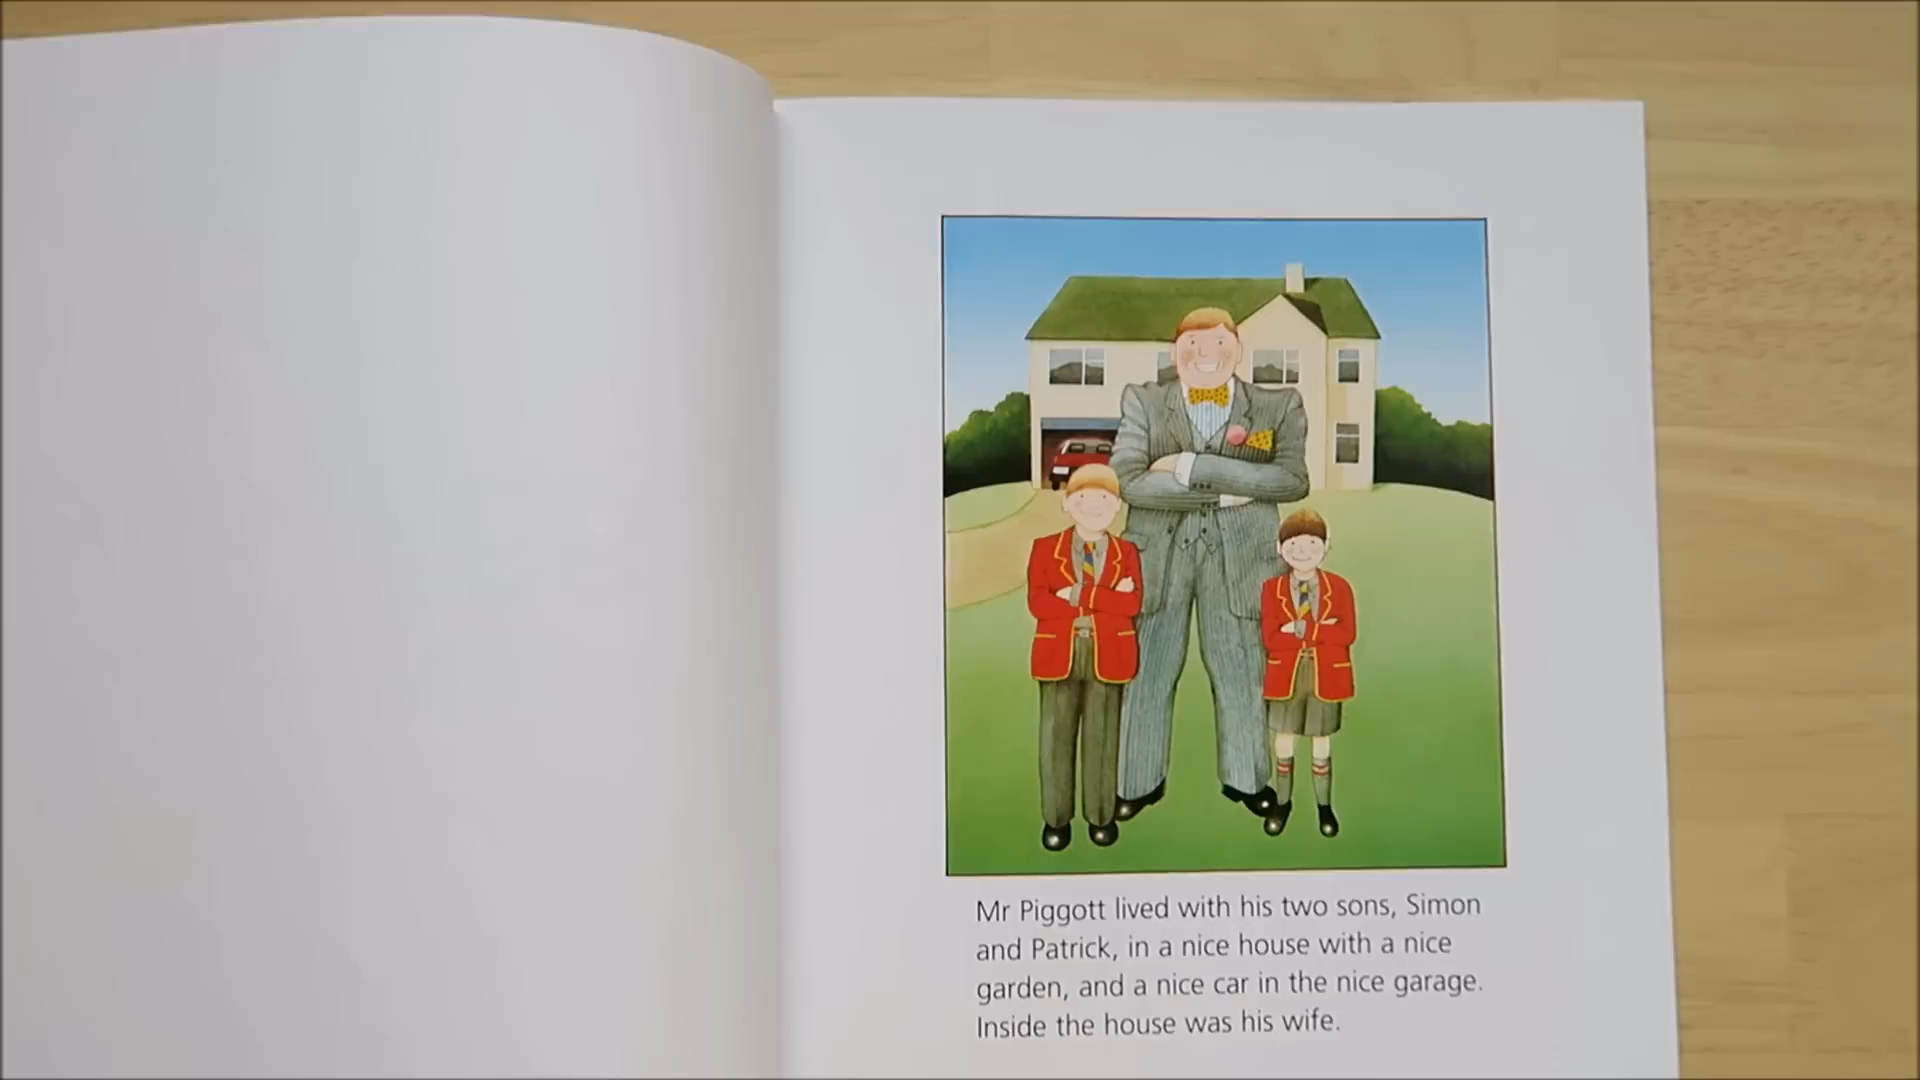 Mr Piggott lived with his two sons, Simon
and Patrick, in a nice house with a nice
garden, and a nice car in the nice garage.
Inside the house was his wife.